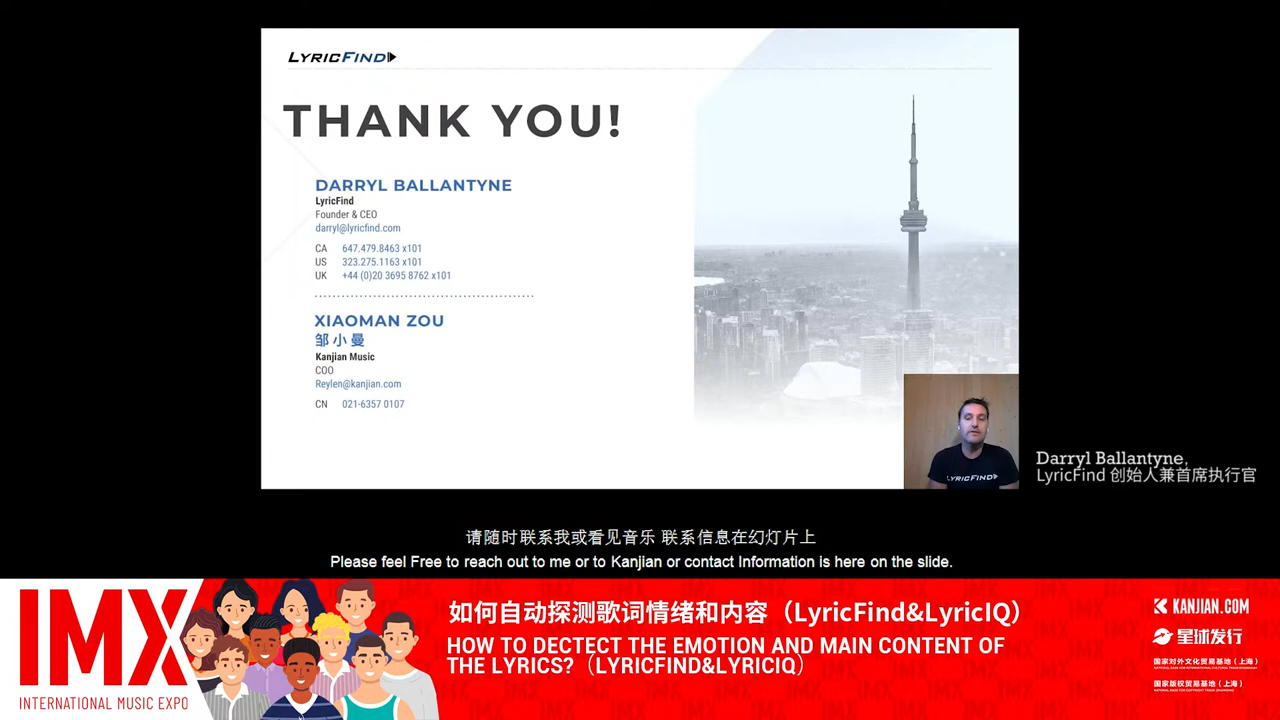 LYRICFIND
THANK YOU!
DARRYL BALLANTYNE
LyricFind
Founder & CEO
darryl@lyricfind.com
CA 647.479.8463 x101
US 323.275.1163 x101
UK +44 (0)20 3695 8762 x101
XIAOMAN ZOU
邹小曼
Kanjian Music
COO
Reylen@kanjian.com
CN 021-6357 0107
LYRICFIND
Darryl Ballantyne,
LyricFind 创始人兼首席执行官
请随时联系我或看见音乐 联系信息在幻灯片上
Please feel Free to reach out to me or to Kanjian or contact Information is here on the slide.
IMX
INTERNATIONAL MUSIC EXPO
如何自动探测歌词情绪和内容（LyricFind&LyricIQ）
HOW TO DECTECT THE EMOTION AND MAIN CONTENT OF
THE LYRICS?（LYRICFIND&LYRICIQ）
KANJIAN.COM
星球发行
国家对外文化贸易基地（上海）
国家版权贸易基地（上海）